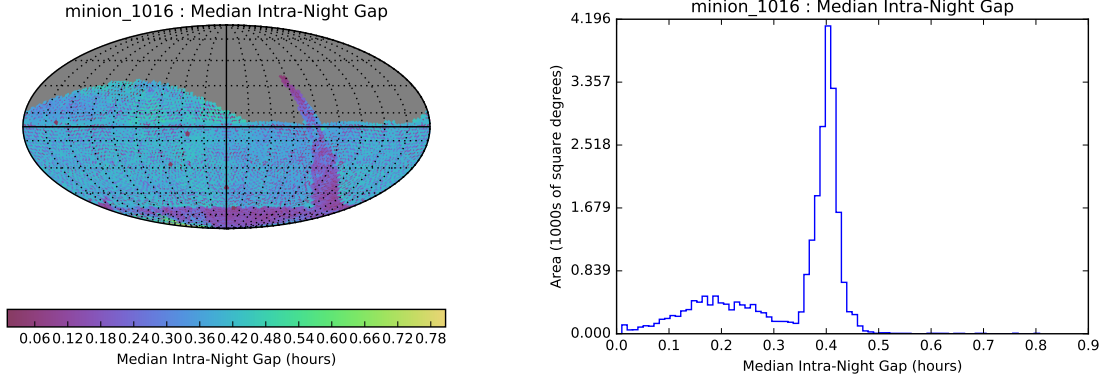 minion_1016 : Median Intra-Night Gap
0.06 0.12 0.18 0.24 0.30 0.36 0.42 0.48 0.54 0.60 0.66 0.72 0.78
Median Intra-Night Gap (hours)
minion_1016 : Median Intra-Night Gap
Area (1000s of square degrees)
4.196
3.357
2.518
1.679
0.839
0.000
0.0 0.1 0.2 0.3 0.4 0.5 0.6 0.7 0.8 0.9
Median Intra-Night Gap (hours)